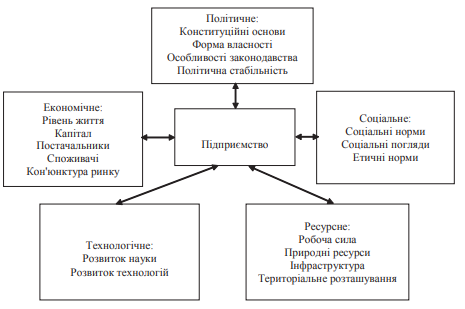 Політичне:
Конституційні основи
Форма власності
Особливості законодавства
Політична стабільність
Економічне:
Рівень життя
Капітал
Постачальники
Споживачі
Кон'юнктура ринку
Підприємство
Соціальне:
Соціальні норми
Соціальні погляди
Етичні норми
Технологічне:
Розвиток науки
Розвиток технологій
Ресурсне:
Робоча сила
Природні ресурси
Інфраструктура
Територіальне розташування